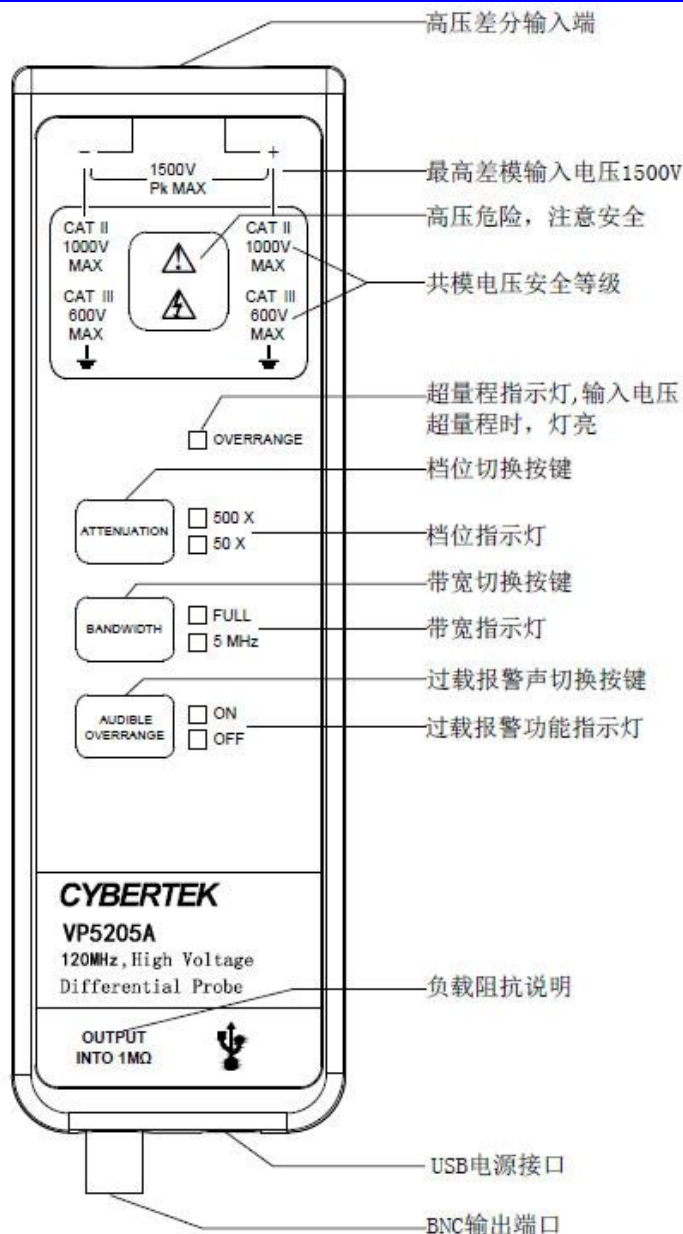 高压差分输入端
-
+
1500V
Pk MAX
最高差模输入电压1500V
CAT II
1000V
MAX
CAT III
600V
MAX
CAT II
1000V
MAX
CAT III
600V
MAX
高压危险，注意安全
共模电压安全等级
OVERRANGE
超量程指示灯,输入电压
超量程时，灯亮
ATTENUATION
500 X
50 X
档位切换按键
档位指示灯
BANDWIDTH
FULL
5 MHz
带宽切换按键
带宽指示灯
AUDIBLE
OVERRANGE
ON
OFF
过载报警声切换按键
过载报警功能指示灯
CYBERTEK
VP5205A
120MHz,High Voltage
Differential Probe
OUTPUT
INTO 1MΩ
负载阻抗说明
USB电源接口
BNC输出端口